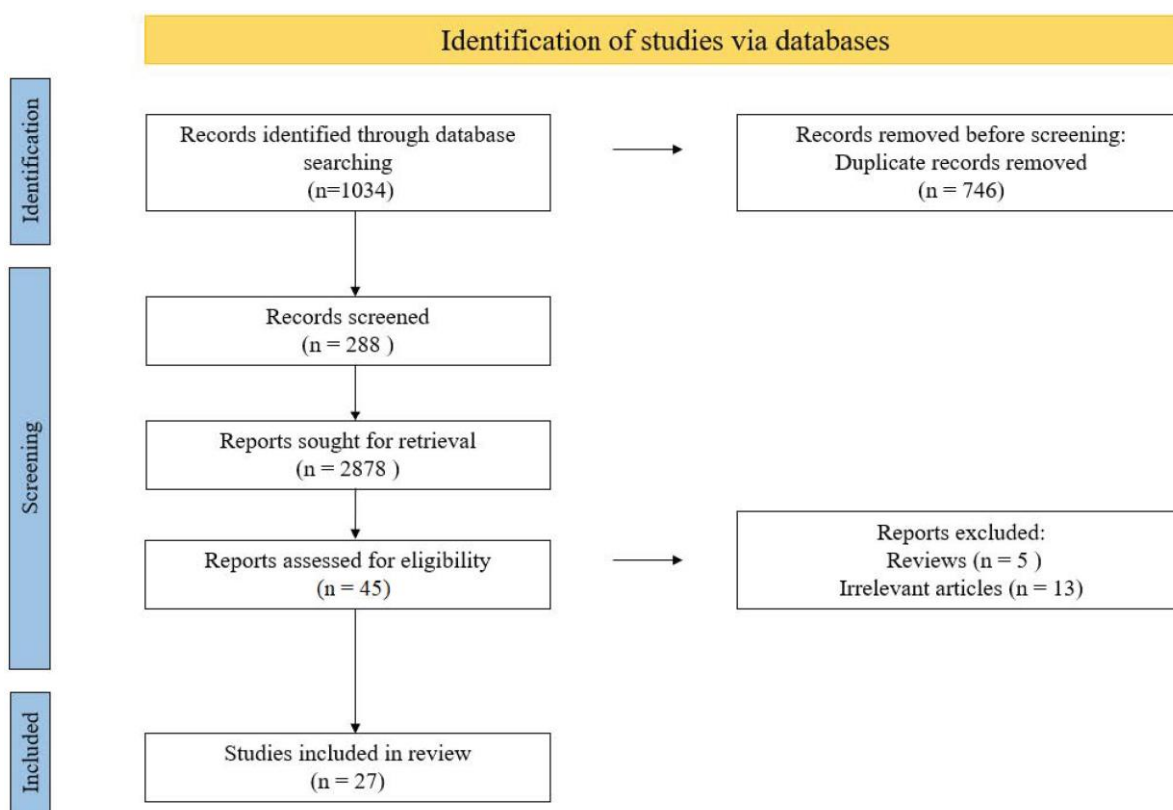 Identification of studies via databases
Identification
Records identified through database
searching
(n=1034)
Records removed before screening:
Duplicate records removed
(n = 746)
Screening
Records screened
(n = 288 )
Reports sought for retrieval
(n = 2878 )
Reports assessed for eligibility
(n = 45)
Reports excluded:
Reviews (n = 5 )
Irrelevant articles (n = 13)
Included
Studies included in review
(n = 27)